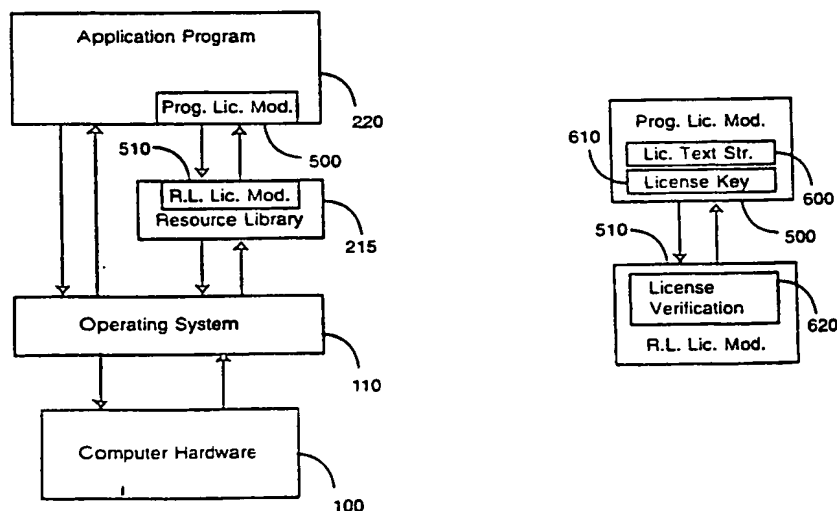 Application Program
Prog. Lic. Mod.
220
510
500
R.L. Lic. Mod.
Resource Library
215
Operating System
110
Computer Hardware
100
Prog. Lic. Mod.
610
Lic. Text Str.
License Key
600
510
500
License
Verification
620
R.L. Lic. Mod.